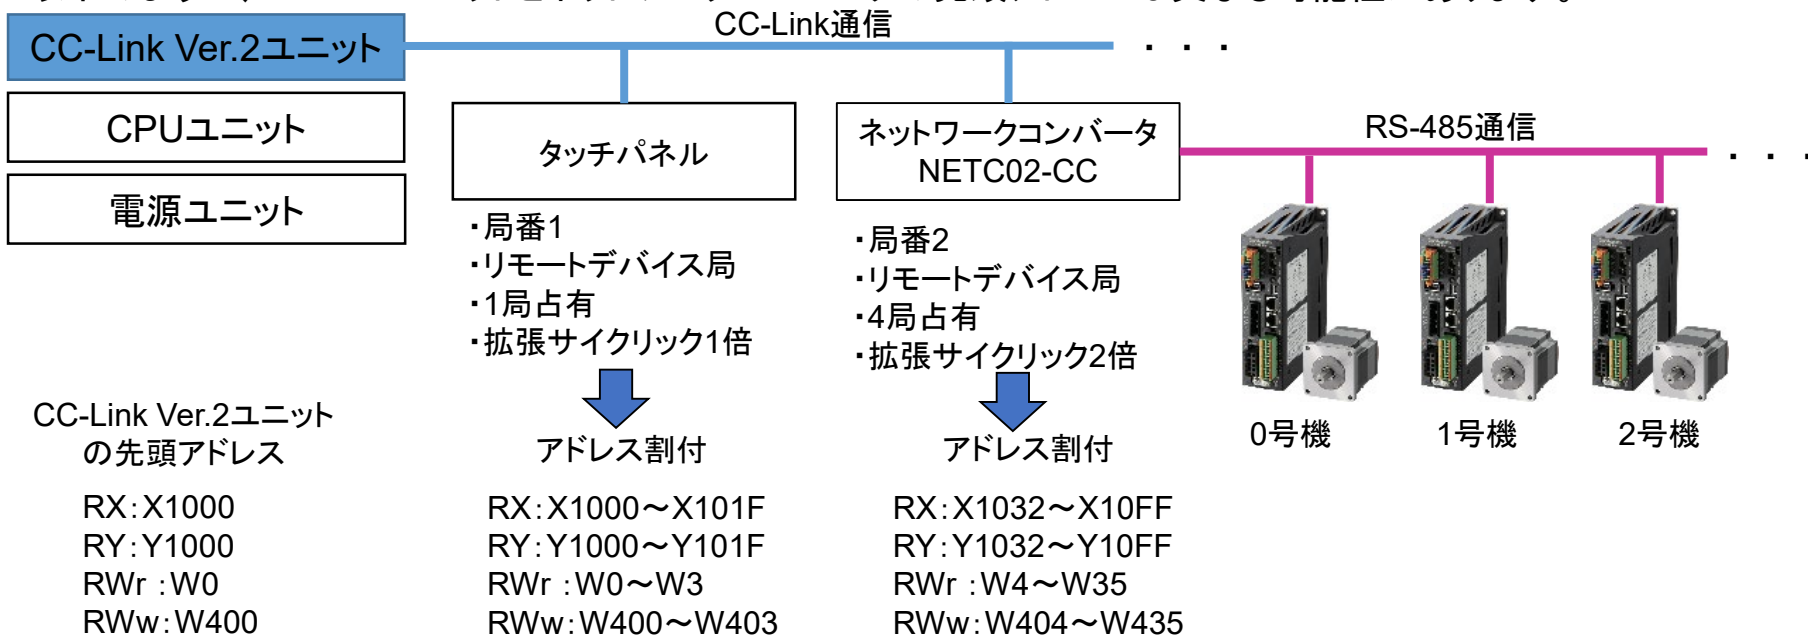 CC-Link通信
CC-Link Ver.2ユニット
・・・
CPUユニット
電源ユニット
タッチパネル
ネットワークコンバータ
NETC02-CC
RS-485通信
・・・
・局番1
・リモートデバイス局
・1局占有
・拡張サイクリック1倍
・局番2
・リモートデバイス局
・4局占有
・拡張サイクリック2倍
0号機
1号機
2号機
CC-Link Ver.2ユニット
の先頭アドレス
RX:X1000
RY:Y1000
RWr :W0
RWw:W400
アドレス割付
RX:X1000～X101F
RY:Y1000～Y101F
RWr :W0～W3
RWw:W400～W403
アドレス割付
RX:X1032～X10FF
RY:Y1032～Y10FF
RWr :W4～W35
RWw:W404～W435